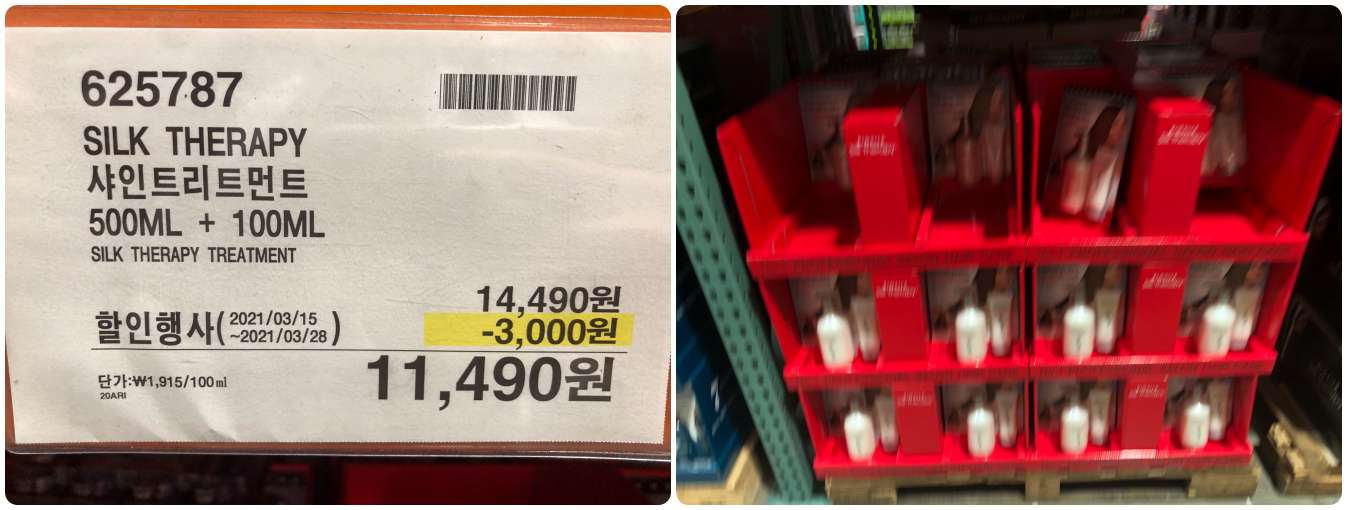 625787
SILK THERAPY
샤인트리트먼트
500ML + 100ML
SILK THERAPY TREATMENT
14,490원
할인행사(2021/03/15 ~2021/03/28)
-3,000원
11,490원
단가:₩1,915/100㎖
20ARI